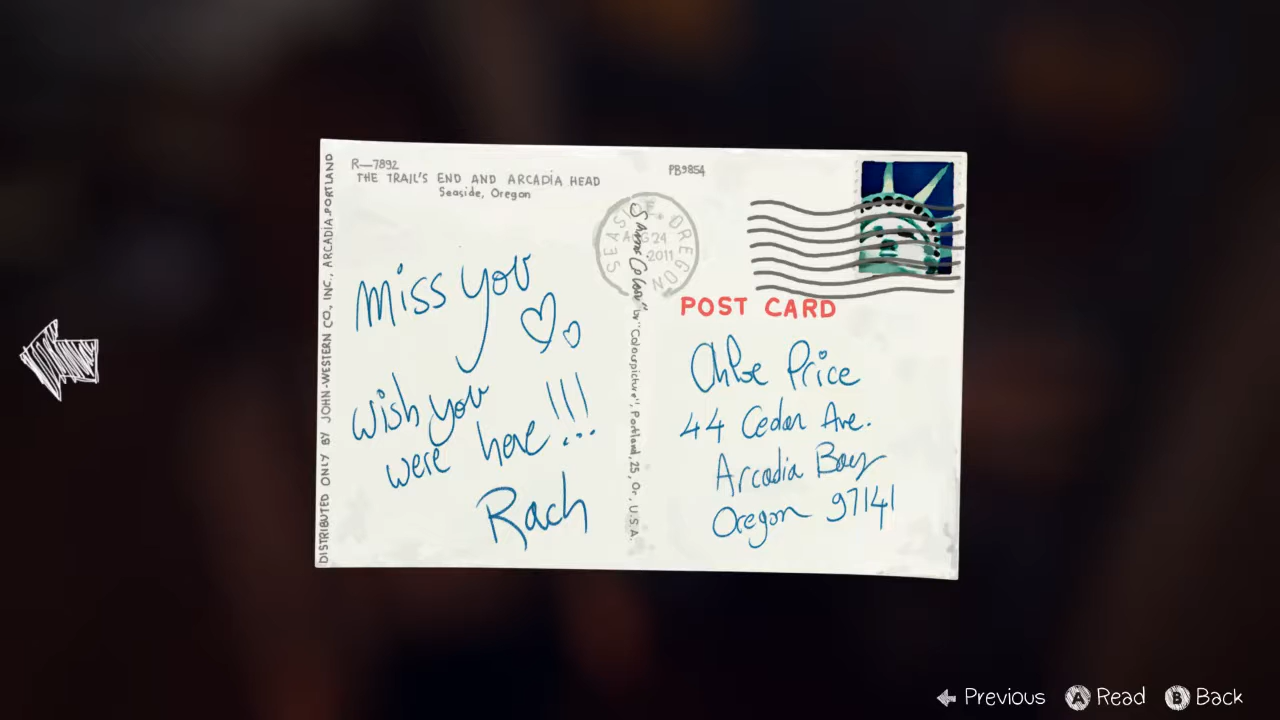 R—7892
THE TRAIL'S END AND ARCADIA HEAD
Seaside, Oregon
DISTRIBUTED ONLY BY JOHN-WESTERN CO., INC., ARCADIA-PORTLAND
Miss you
Wish you
were here!!!
Rach
SEASIDE, OREGON
AUG 24
2011
by "Colourpicture", Portland, 25, Or, U.S.A.
PB9854
POST CARD
Chloe Price
44 Cedar Ave.
Arcadia Bay
Oregon 97141
Previous
A Read
B Back